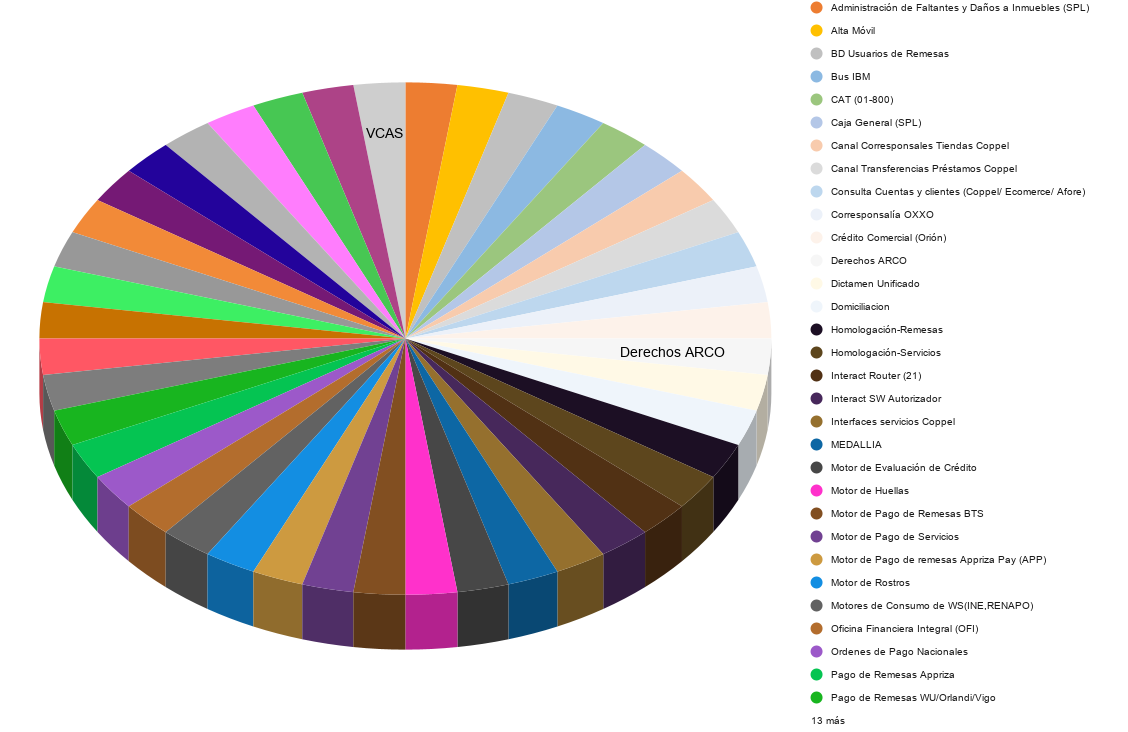 VCAS
Derechos ARCO
Administración de Faltantes y Daños a Inmuebles (SPL)
Alta Móvil
BD Usuarios de Remesas
Bus IBM
CAT (01-800)
Caja General (SPL)
Canal Corresponsales Tiendas Coppel
Canal Transferencias Préstamos Coppel
Consulta Cuentas y clientes (Coppel/ Ecomerce/ Afore)
Corresponsalía OXXO
Crédito Comercial (Orión)
Derechos ARCO
Dictamen Unificado
Domiciliacion
Homologación-Remesas
Homologación-Servicios
Interact Router (21)
Interact SW Autorizador
Interfaces servicios Coppel
MEDALLIA
Motor de Evaluación de Crédito
Motor de Huellas
Motor de Pago de Remesas BTS
Motor de Pago de Servicios
Motor de Pago de remesas Appriza Pay (APP)
Motor de Rostros
Motores de Consumo de WS(INE,RENAPO)
Oficina Financiera Integral (OFI)
Ordenes de Pago Nacionales
Pago de Remesas Appriza
Pago de Remesas WU/Orlandi/Vigo
13 más